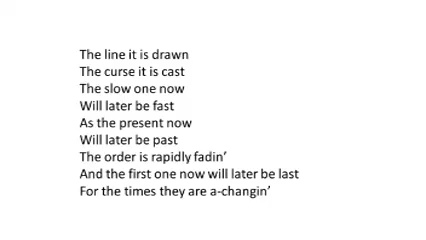 The line it is drawn
The curse it is cast
The slow one now
Will later be fast
As the present now
Will later be past
The order is rapidly fadin’
And the first one now will later be last
For the times they are a-changin’